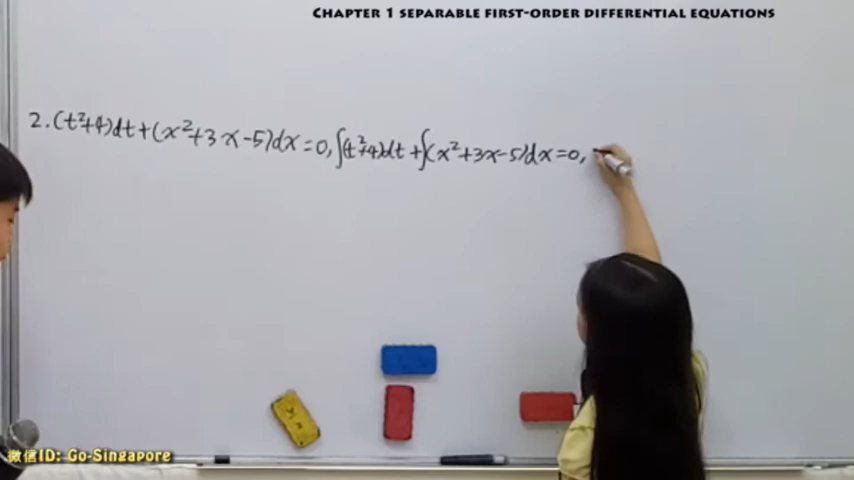 CHAPTER 1 SEPARABLE FIRST-ORDER DIFFERENTIAL EQUATIONS
2. (t²+4)dt+(x²+3x-5)dx=0, ∫(t²+4)dt+∫(x²+3x-5)dx=0,
微信ID: Go-Singapore